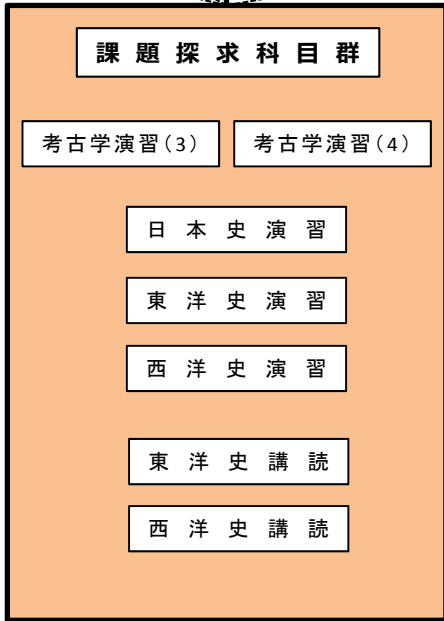 課題探求科目群
考古学演習(3) 考古学演習(4)
日本史演習
東洋史演習
西洋史演習
東洋史講読
西洋史講読